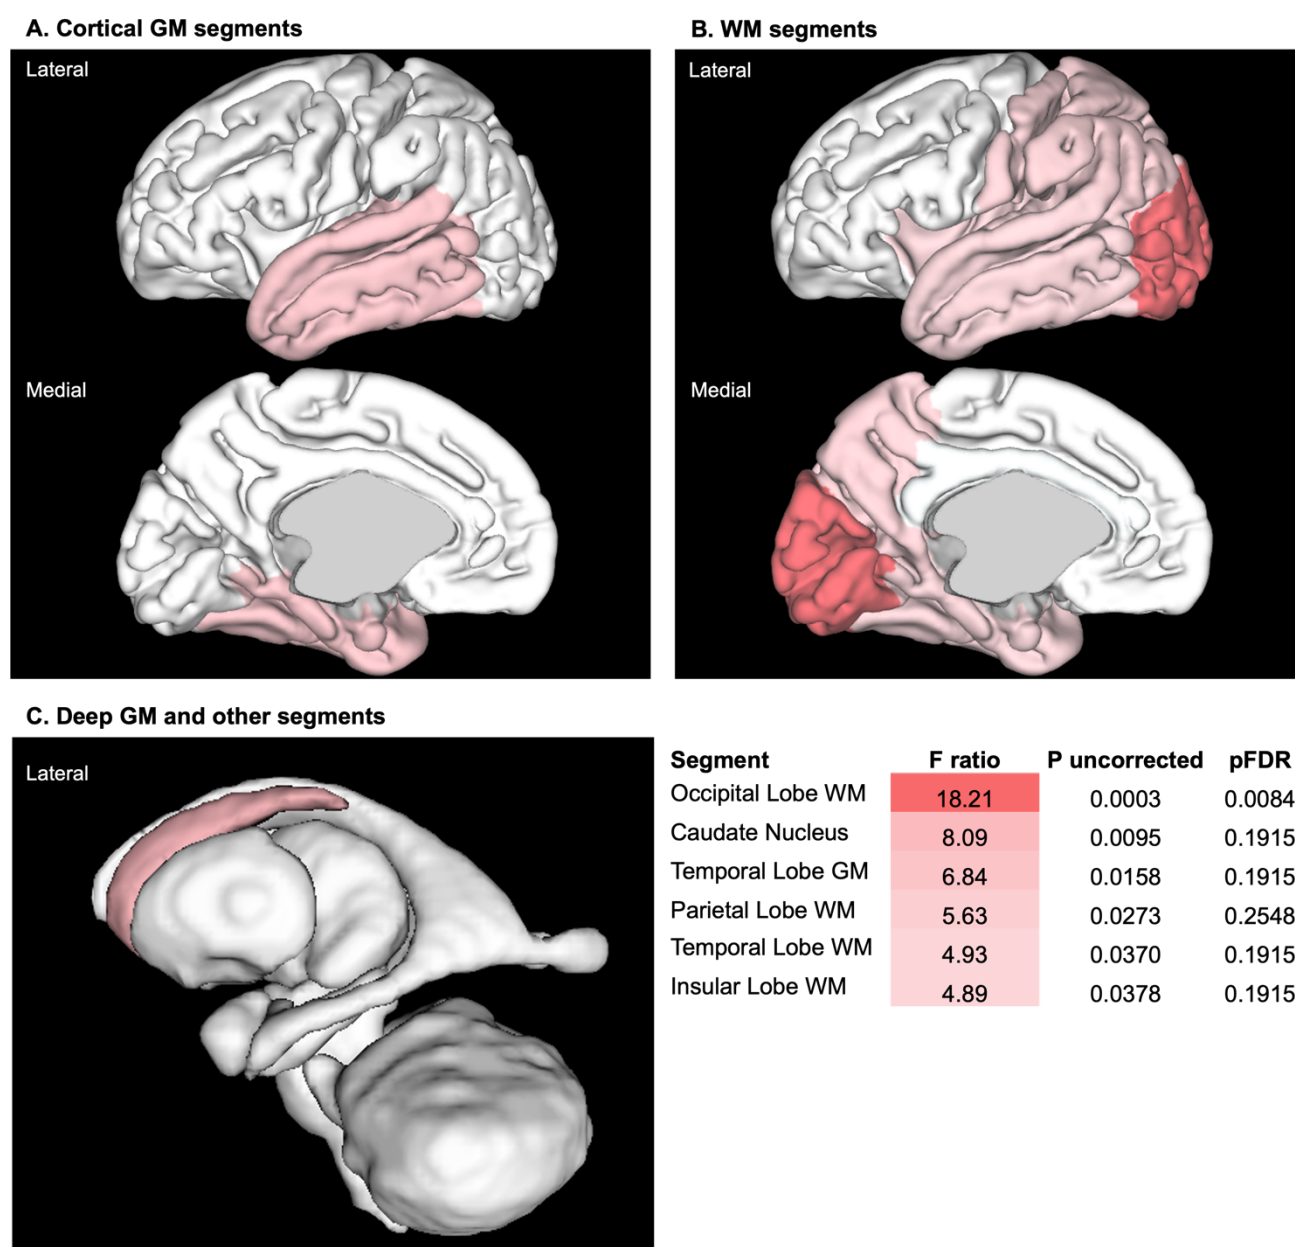 A. Cortical GM segments
B. WM segments
Lateral
Lateral
Medial
Medial
C. Deep GM and other segments
Lateral
Segment F ratio P uncorrected pFDR
Occipital Lobe WM 18.21 0.0003 0.0084
Caudate Nucleus 8.09 0.0095 0.1915
Temporal Lobe GM 6.84 0.0158 0.1915
Parietal Lobe WM 5.63 0.0273 0.2548
Temporal Lobe WM 4.93 0.0370 0.1915
Insular Lobe WM 4.89 0.0378 0.1915